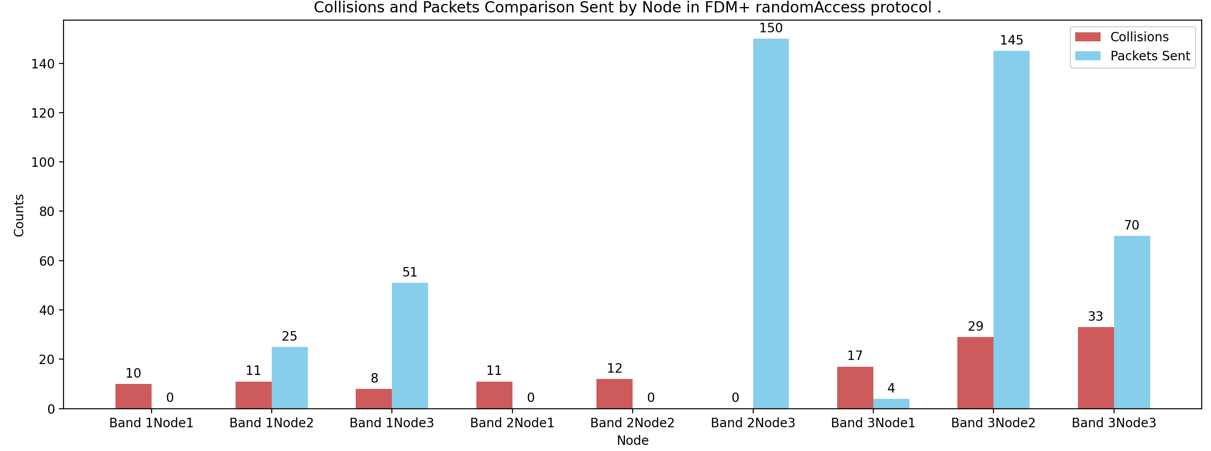 Collisions and Packets Comparison Sent by Node in FDM+ randomAccess protocol .
Collisions
Packets Sent
Counts
140
120
100
80
60
40
20
0
10
0
11
25
8
51
11
0
12
0
0
150
17
4
29
145
33
70
Band 1Node1
Band 1Node2
Band 1Node3
Band 2Node1
Band 2Node2
Band 2Node3
Band 3Node1
Band 3Node2
Band 3Node3
Node